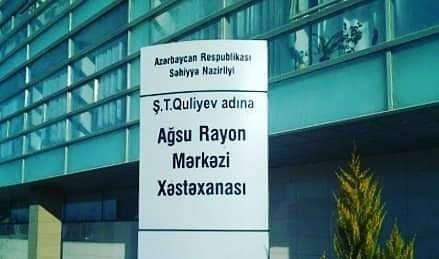 Azərbaycan Respublikası
Səhiyyə Nazirliyi
Ş.T.Quliyev adına
Ağsu Rayon
Mərkəzi
Xəstəxanası